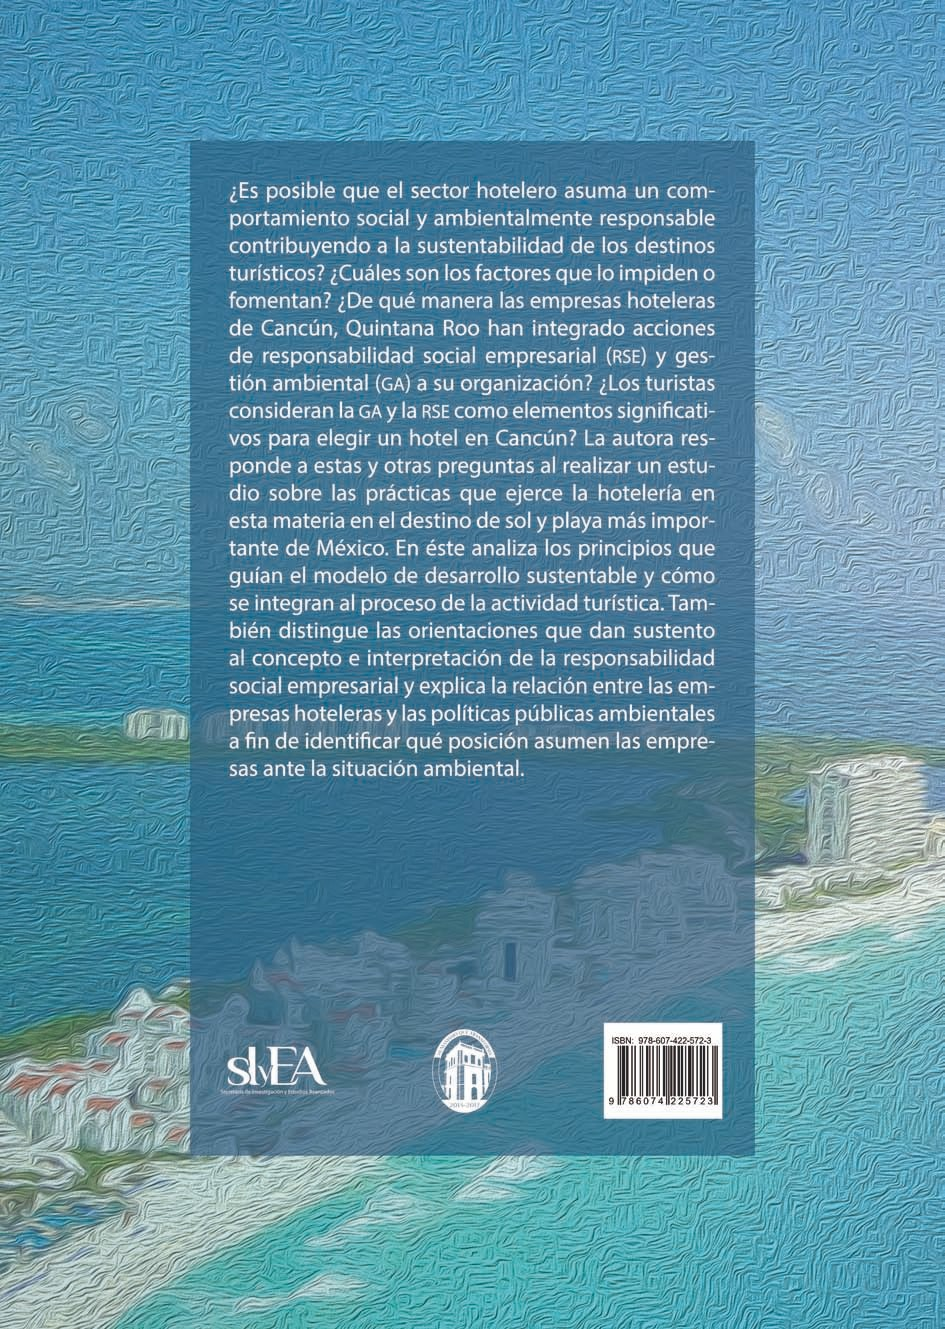 ¿Es posible que el sector hotelero asuma un com-
portamiento social y ambientalmente responsable
contribuyendo a la sustentabilidad de los destinos
turísticos? ¿Cuáles son los factores que lo impiden o
fomentan? ¿De qué manera las empresas hoteleras
de Cancún, Quintana Roo han integrado acciones
de responsabilidad social empresarial (RSE) y ges-
tión ambiental (GA) a su organización? ¿Los turistas
consideran la GA y la RSE como elementos significati-
vos para elegir un hotel en Cancún? La autora res-
ponde a estas y otras preguntas al realizar un estu-
dio sobre las prácticas que ejerce la hotelería en
esta materia en el destino de sol y playa más impor-
tante de México. En éste analiza los principios que
guían el modelo de desarrollo sustentable y cómo
se integran al proceso de la actividad turística. Tam-
bién distingue las orientaciones que dan sustento
al concepto e interpretación de la responsabilidad
social empresarial y explica la relación entre las em-
presas hoteleras y las políticas públicas ambientales
a fin de identificar qué posición asumen las empre-
sas ante la situación ambiental.
SIyEA
Secretaría de Investigación y Estudios Avanzados
ISBN: 978-607-422-572-3
9 786074 225723